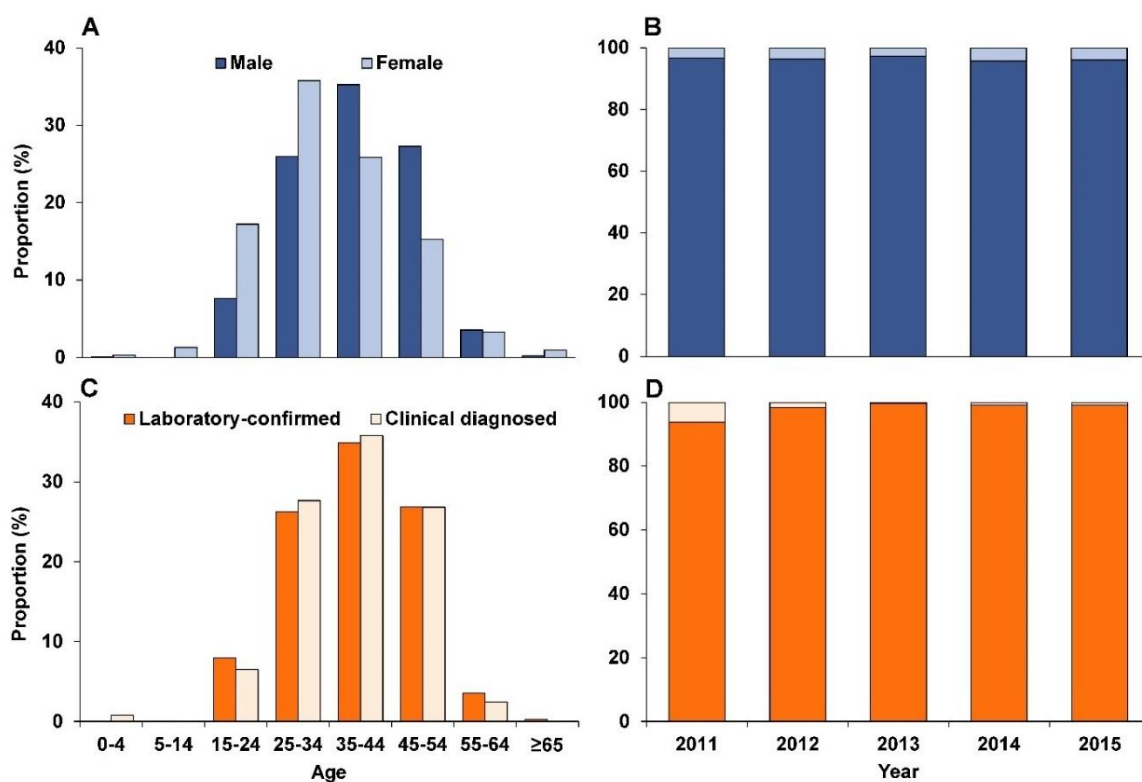 A
40
Male
Female
30
20
10
0
Proportion (%)
B
100
80
60
40
20
0
C
40
Laboratory-confirmed
Clinical diagnosed
30
20
10
0
Proportion (%)
0-4 5-14 15-24 25-34 35-44 45-54 55-64 ≥65
Age
D
100
80
60
40
20
0
2011 2012 2013 2014 2015
Year